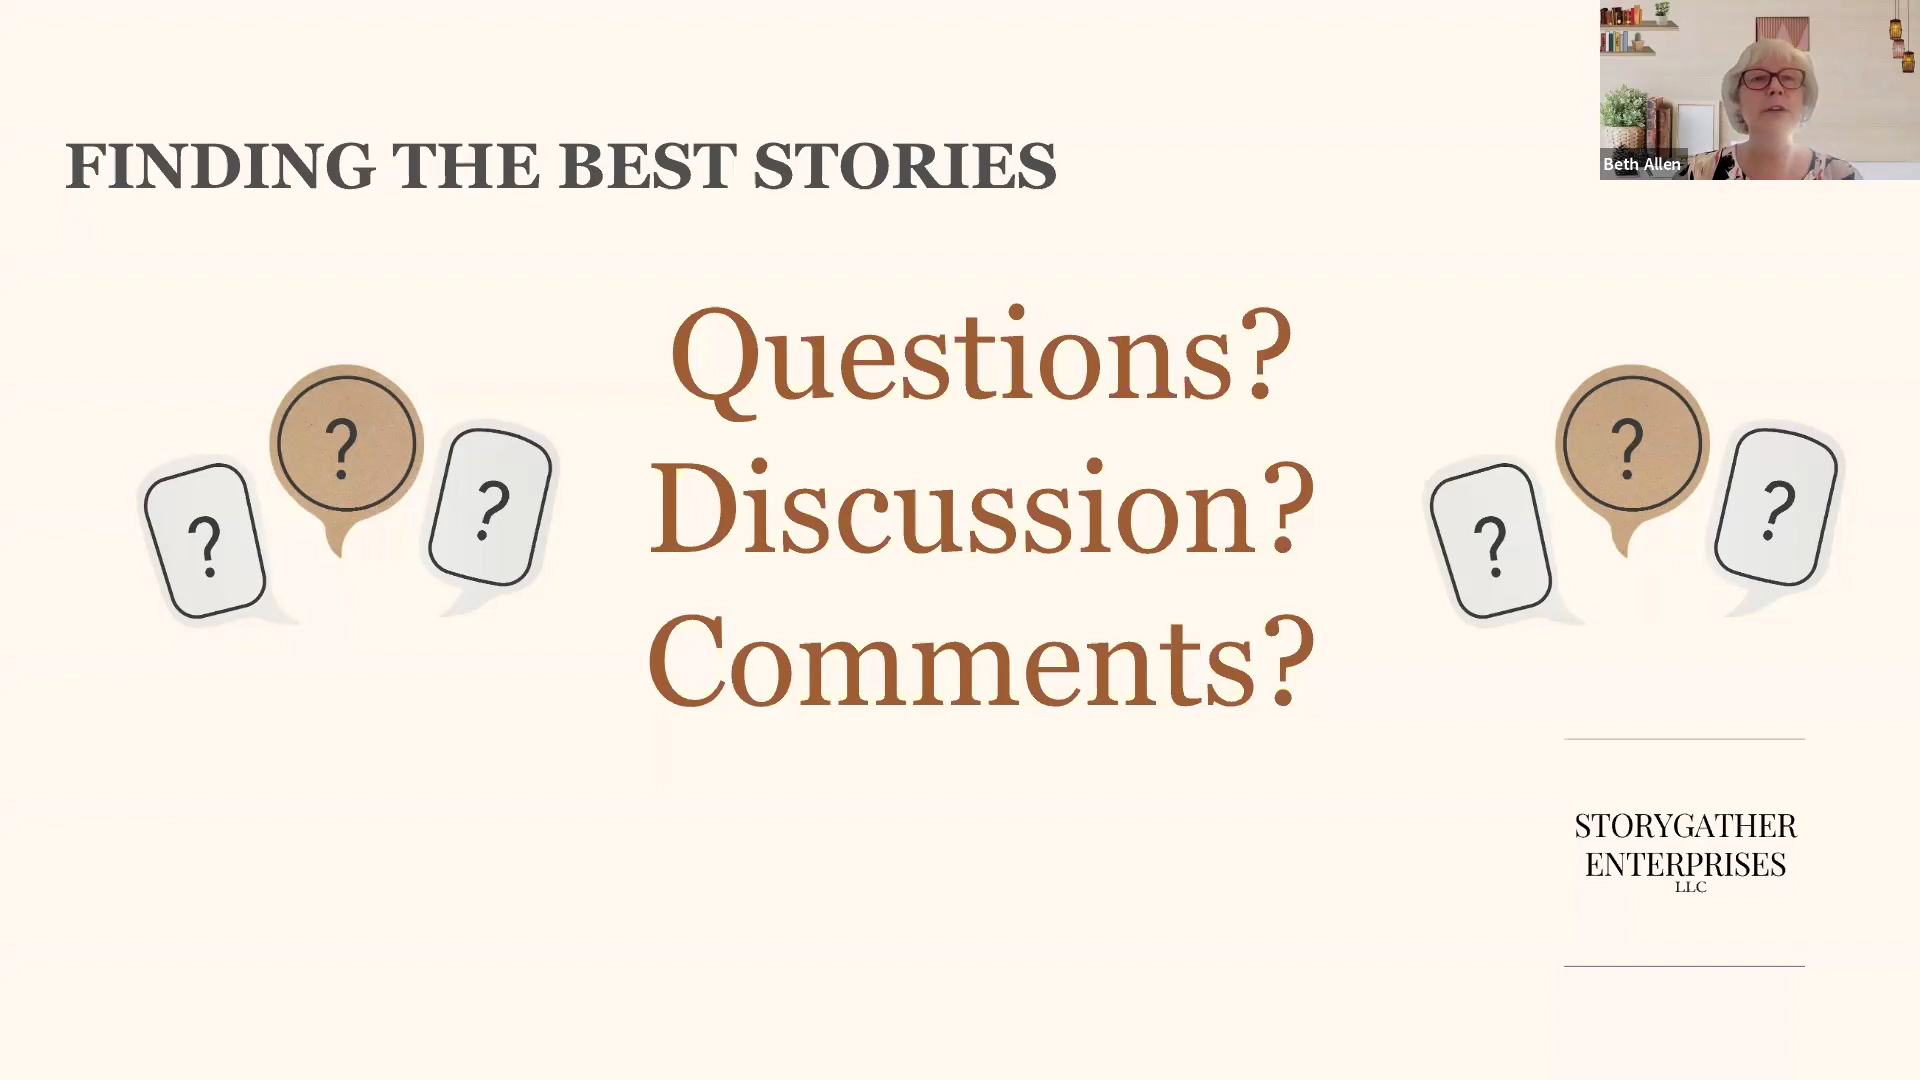 Beth Allen
FINDING THE BEST STORIES
Questions?
Discussion?
Comments?
?
?
?
?
?
?
STORYGATHER
ENTERPRISES
LLC